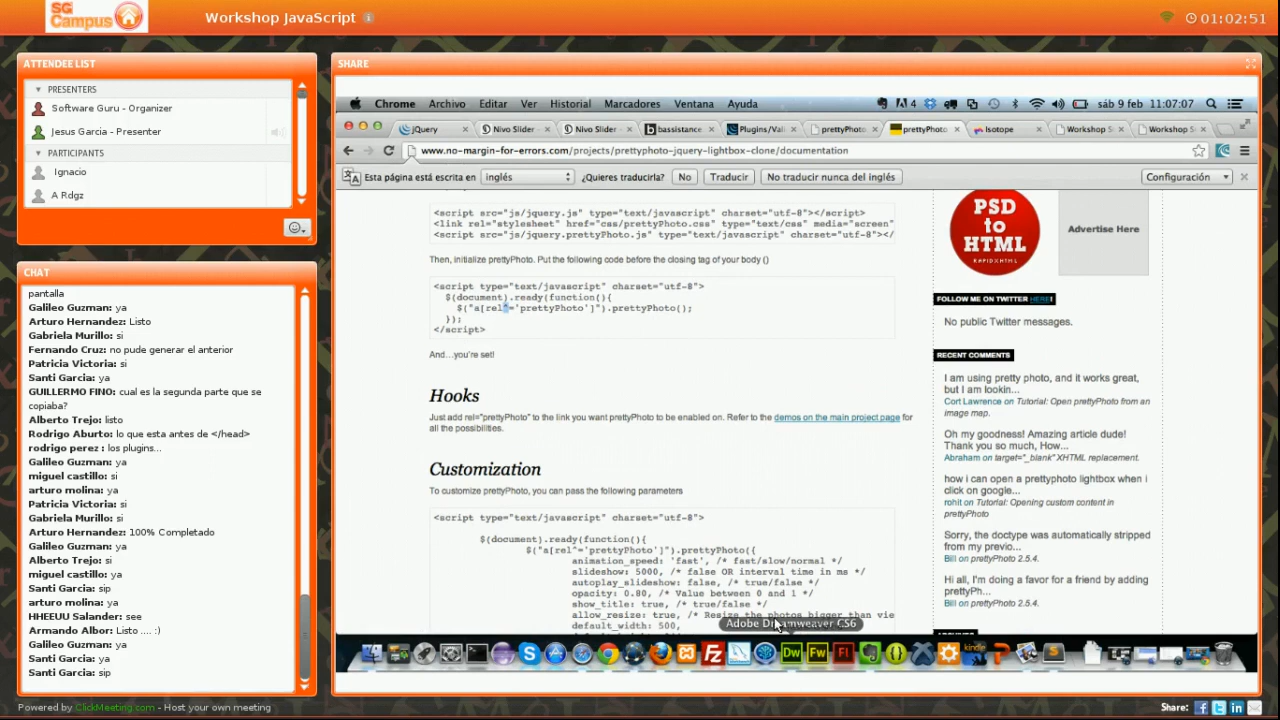 SG Campus
Workshop JavaScript
01:02:51
ATTENDEE LIST
PRESENTERS
Software Guru - Organizer
Jesus Garcia - Presenter
PARTICIPANTS
Ignacio
A Rdgz
CHAT
pantalla
Galileo Guzman: ya
Arturo Hernandez: Listo
Gabriela Murillo: si
Fernando Cruz: no pude generar el anterior
Patricia Victoria: si
Santi Garcia: ya
GUILLERMO FINO: cual es la segunda parte que se
copiaba?
Alberto Trejo: listo
Rodrigo Aburto: lo que esta antes de </head>
rodrigo perez : los plugins...
Galileo Guzman: ya
miguel castillo: si
arturo molina: ya
Patricia Victoria: si
Gabriela Murillo: si
Arturo Hernandez: 100% Completado
Galileo Guzman: ya
Alberto Trejo: si
miguel castillo: ya
Santi Garcia: sip
arturo molina: ya
HHEEUU Salander: see
Armando Albor: Listo .... :)
Galileo Guzman: ya
Santi Garcia: ya
Santi Garcia: sip
SHARE
Chrome Archivo Editar Ver Historial Marcadores Ventana Ayuda 4 sáb 9 feb 11:07:07
jQuery Nivo Slider - Nivo Slider - bassistance Plugins/Vali prettyPhoto prettyPhoto Isotope Workshop S Workshop S
www.no-margin-for-errors.com/projects/prettyphoto-jquery-lightbox-clone/documentation
Esta página está escrita en inglés ¿Quieres traducirla? No Traducir No traducir nunca del inglés Configuración
<script src="js/jquery.js" type="text/javascript" charset="utf-8"></script>
<link rel="stylesheet" href="css/prettyPhoto.css" type="text/css" media="screen"
<script src="js/jquery.prettyPhoto.js" type="text/javascript" charset="utf-8"></
Then, initialize prettyPhoto. Put the following code before the closing tag of your body ()
<script type="text/javascript" charset="utf-8">
$(document).ready(function(){
$("a[rel^='prettyPhoto']").prettyPhoto();
});
</script>
And...you're set!
Hooks
Just add rel="prettyPhoto" to the link you want prettyPhoto to be enabled on. Refer to the demos on the main project page for
all the possibilities.
Customization
To customize prettyPhoto, you can pass the following parameters
<script type="text/javascript" charset="utf-8">
$(document).ready(function(){
$("a[rel^='prettyPhoto']").prettyPhoto({
animation_speed: 'fast', /* fast/slow/normal */
slideshow: 5000, /* false OR interval time in ms */
autoplay_slideshow: false, /* true/false */
opacity: 0.80, /* Value between 0 and 1 */
show_title: true, /* true/false */
allow_resize: true, /* Resize the photos bigger than vie
default_width: 500,
PSD
to
HTML
RAPIDXHTML
Advertise Here
FOLLOW ME ON TWITTER HERE!
No public Twitter messages.
RECENT COMMENTS
I am using pretty photo, and it works great,
but I am lookin...
Cort Lawrence on Tutorial: Open prettyPhoto from an
image map.
Oh my goodness! Amazing article dude!
Thank you so much, How...
Abraham on target="_blank" XHTML replacement.
how i can open a prettyphoto lightbox when i
click on google...
rohit on Tutorial: Opening custom content in
prettyPhoto
Sorry, the doctype was automatically stripped
from my previo...
Bill on prettyPhoto 2.5.4.
Hi all, I'm doing a favor for a friend by adding
prettyPh...
Bill on prettyPhoto 2.5.4.
Adobe Dreamweaver CS6
Dw Fw Fl kindle
Powered by ClickMeeting.com - Host your own meeting
Share: